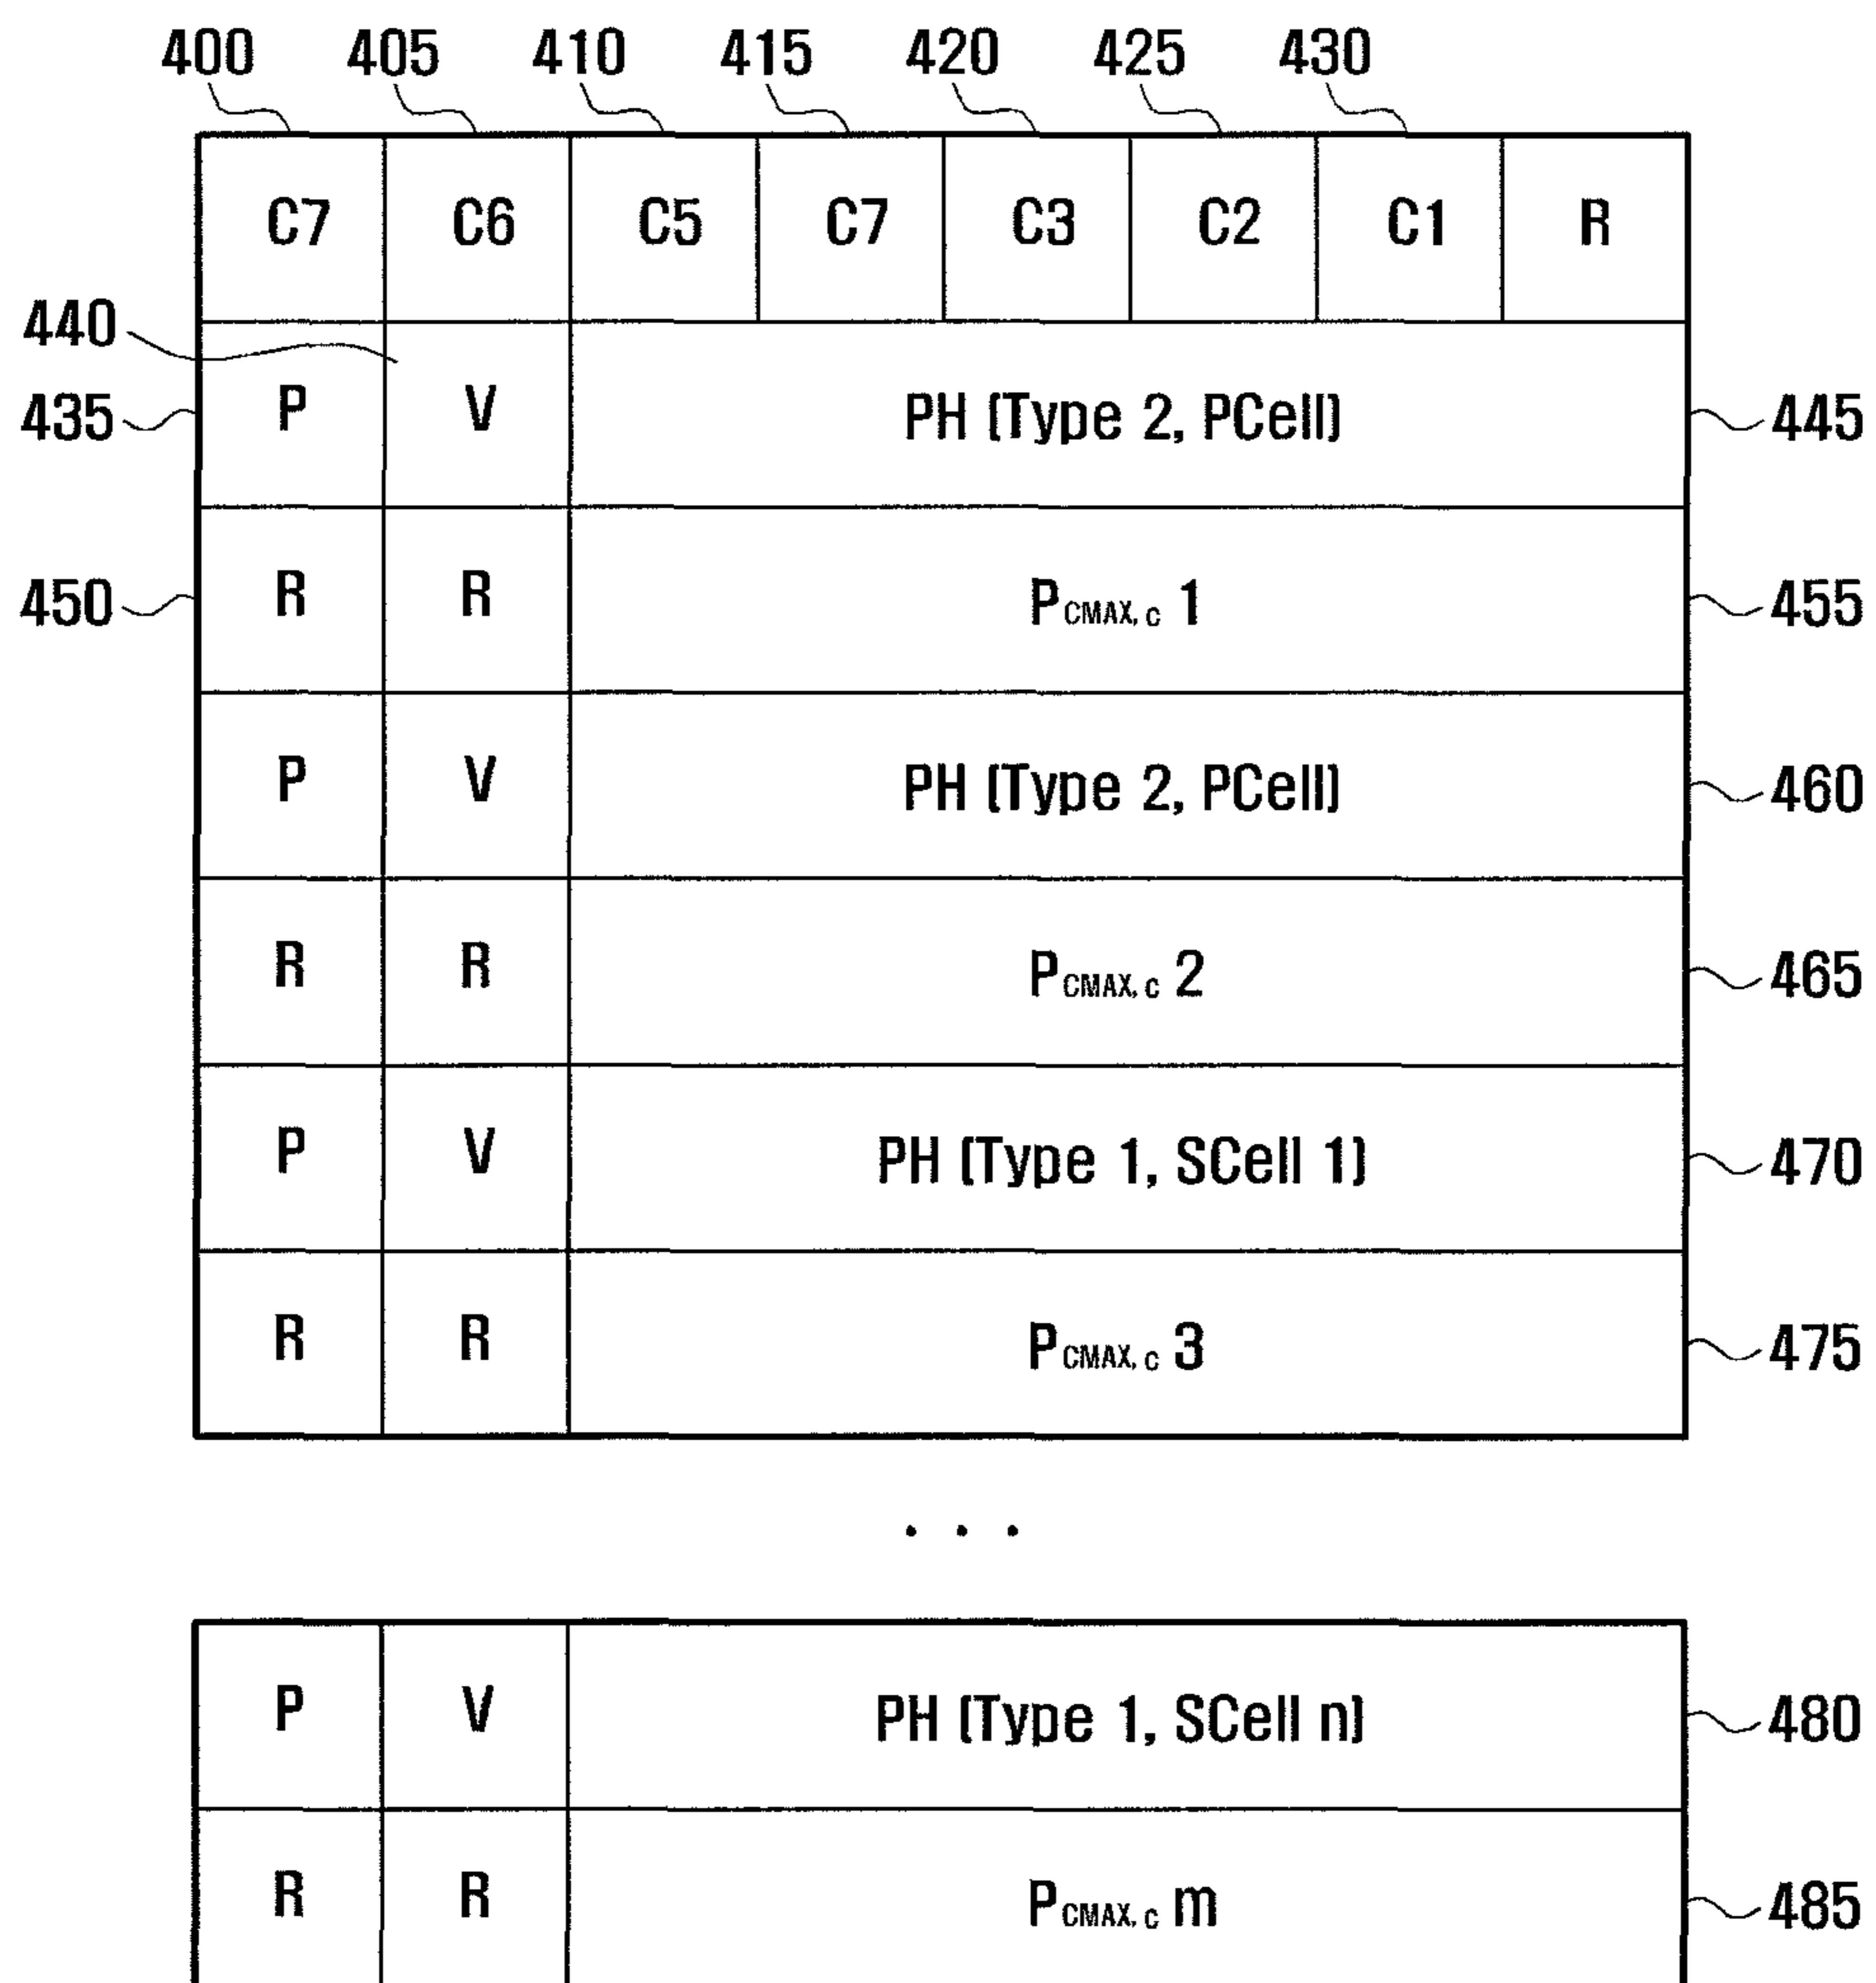 400 405 410 415 420 425 430
C7 C6 C5 C7 C3 C2 C1 R
440
435 P V PH (Type 2, PCell) 445
450 R R PCMAX, c 1 455
P V PH (Type 2, PCell) 460
R R PCMAX, c 2 465
P V PH (Type 1, SCell 1) 470
R R PCMAX, c 3 475
. . .
P V PH (Type 1, SCell n) 480
R R PCMAX, c m 485